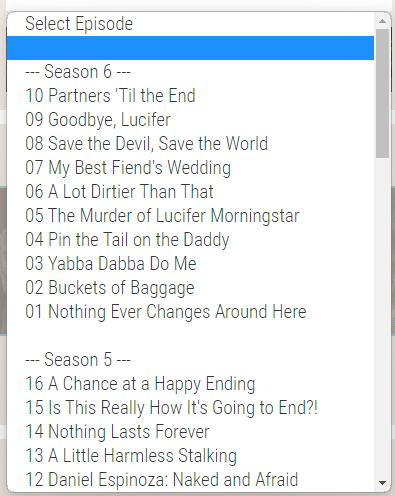 Select Episode
--- Season 6 ---
10 Partners 'Til the End
09 Goodbye, Lucifer
08 Save the Devil, Save the World
07 My Best Fiend's Wedding
06 A Lot Dirtier Than That
05 The Murder of Lucifer Morningstar
04 Pin the Tail on the Daddy
03 Yabba Dabba Do Me
02 Buckets of Baggage
01 Nothing Ever Changes Around Here
--- Season 5 ---
16 A Chance at a Happy Ending
15 Is This Really How It's Going to End?!
14 Nothing Lasts Forever
13 A Little Harmless Stalking
12 Daniel Espinoza: Naked and Afraid